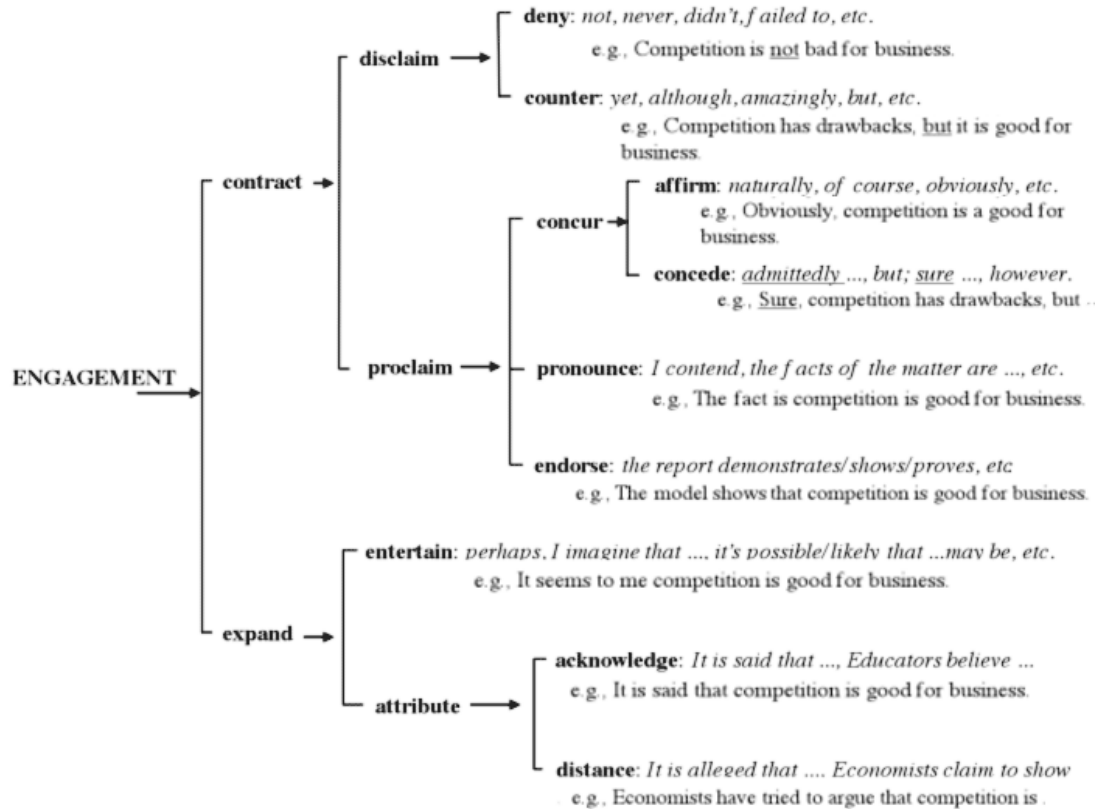 deny: not, never, didn't, failed to, etc.
e.g., Competition is not bad for business.
disclaim
counter: yet, although, amazingly, but, etc.
e.g., Competition has drawbacks, but it is good for
business.
contract
affirm: naturally, of course, obviously, etc.
e.g., Obviously, competition is a good for
business.
concur
concede: admittedly ..., but; sure ..., however.
e.g., Sure, competition has drawbacks, but ..
ENGAGEMENT
proclaim
pronounce: I contend, the facts of the matter are ..., etc.
e.g., The fact is competition is good for business.
endorse: the report demonstrates/shows/proves, etc
e.g., The model shows that competition is good for business.
entertain: perhaps, I imagine that ..., it's possible/likely that ...may be, etc.
e.g., It seems to me competition is good for business.
expand
acknowledge: It is said that ..., Educators believe ...
e.g., It is said that competition is good for business.
attribute
distance: It is alleged that .... Economists claim to show
e.g., Economists have tried to argue that competition is .